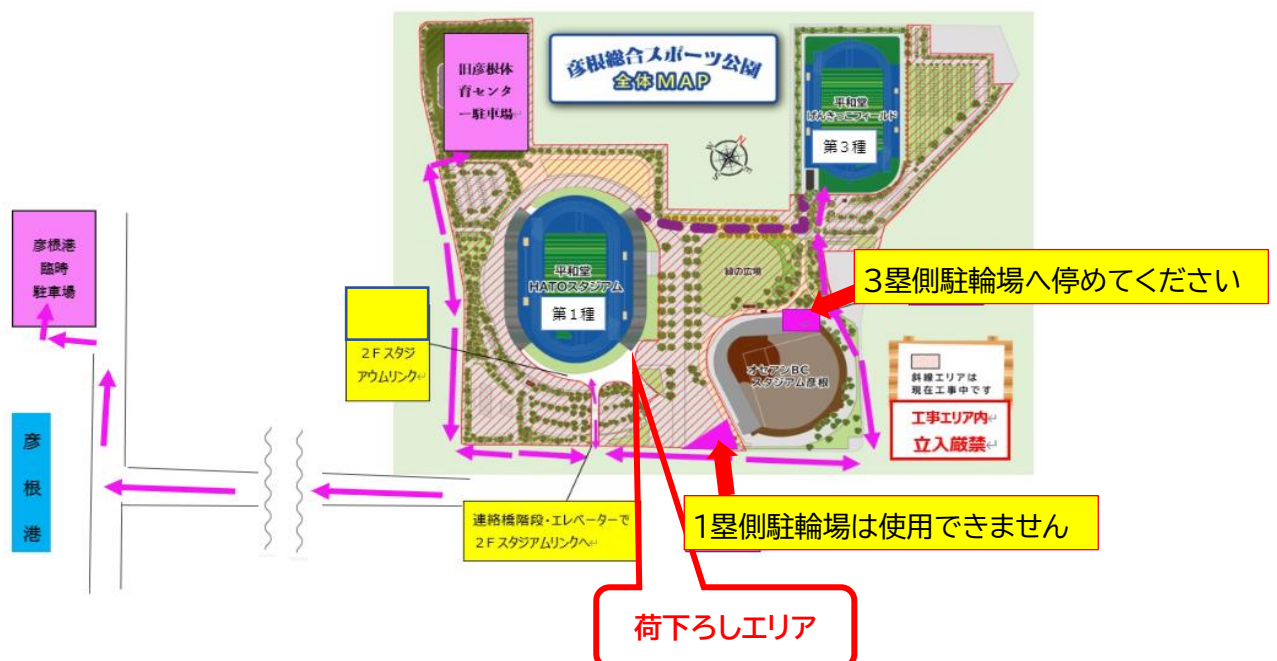 彦根総合スポーツ公園
全体MAP
旧彦根体
育センタ
ー駐車場
平和堂
げんきっこフィールド
第3種
N
彦根港
臨時
駐車場
平和堂
HATOスタジアム
第1種
緑の広場
3塁側駐輪場へ停めてください
2Fスタジ
アウムリンク
オセアンBC
スタジアム彦根
斜線エリアは
現在工事中です
工事エリア内
立入厳禁
彦根港
連絡橋階段・エレベーターで
2Fスタジアムリンクへ
1塁側駐輪場は使用できません
荷下ろしエリア